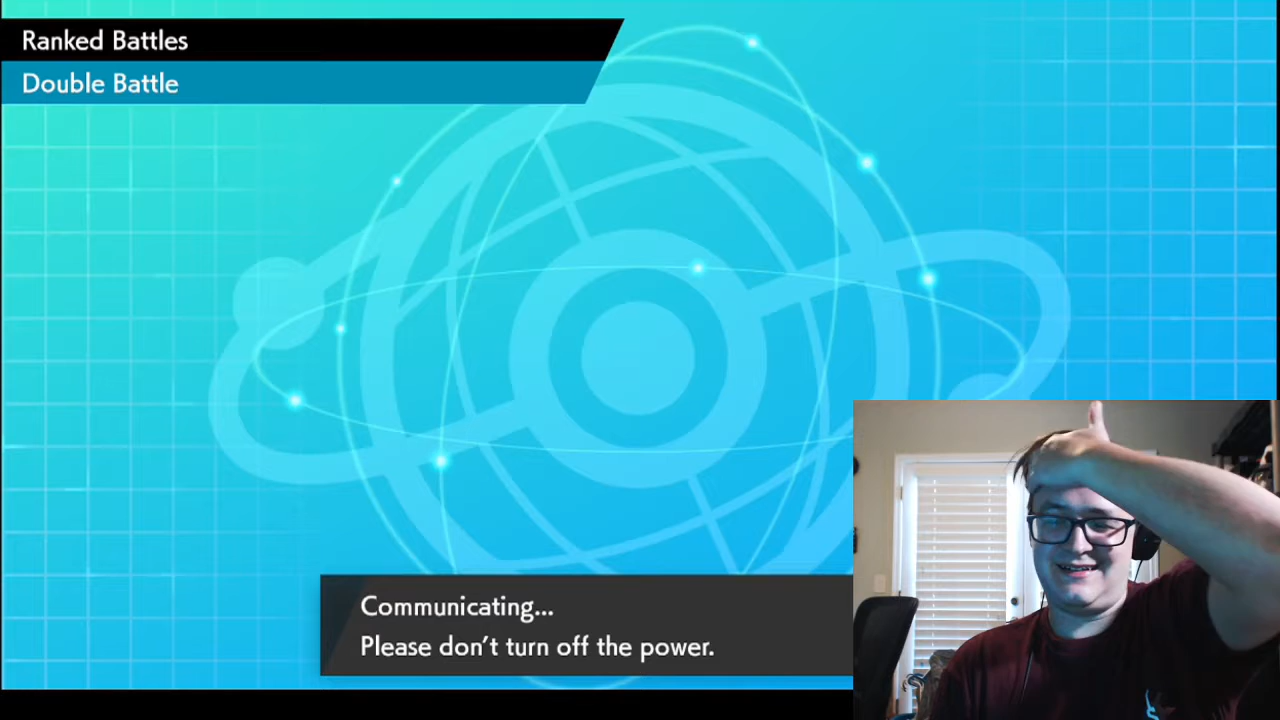 Ranked Battles
Double Battle
Communicating...
Please don't turn off the power.